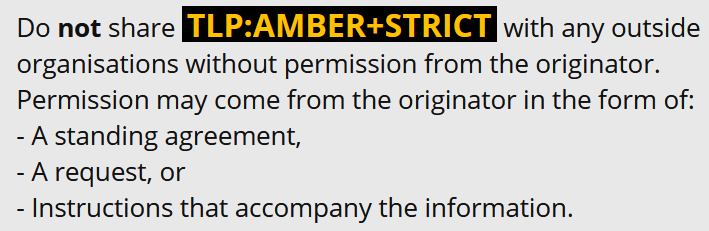 Do not share TLP:AMBER+STRICT with any outside
organisations without permission from the originator.
Permission may come from the originator in the form of:
- A standing agreement,
- A request, or
- Instructions that accompany the information.